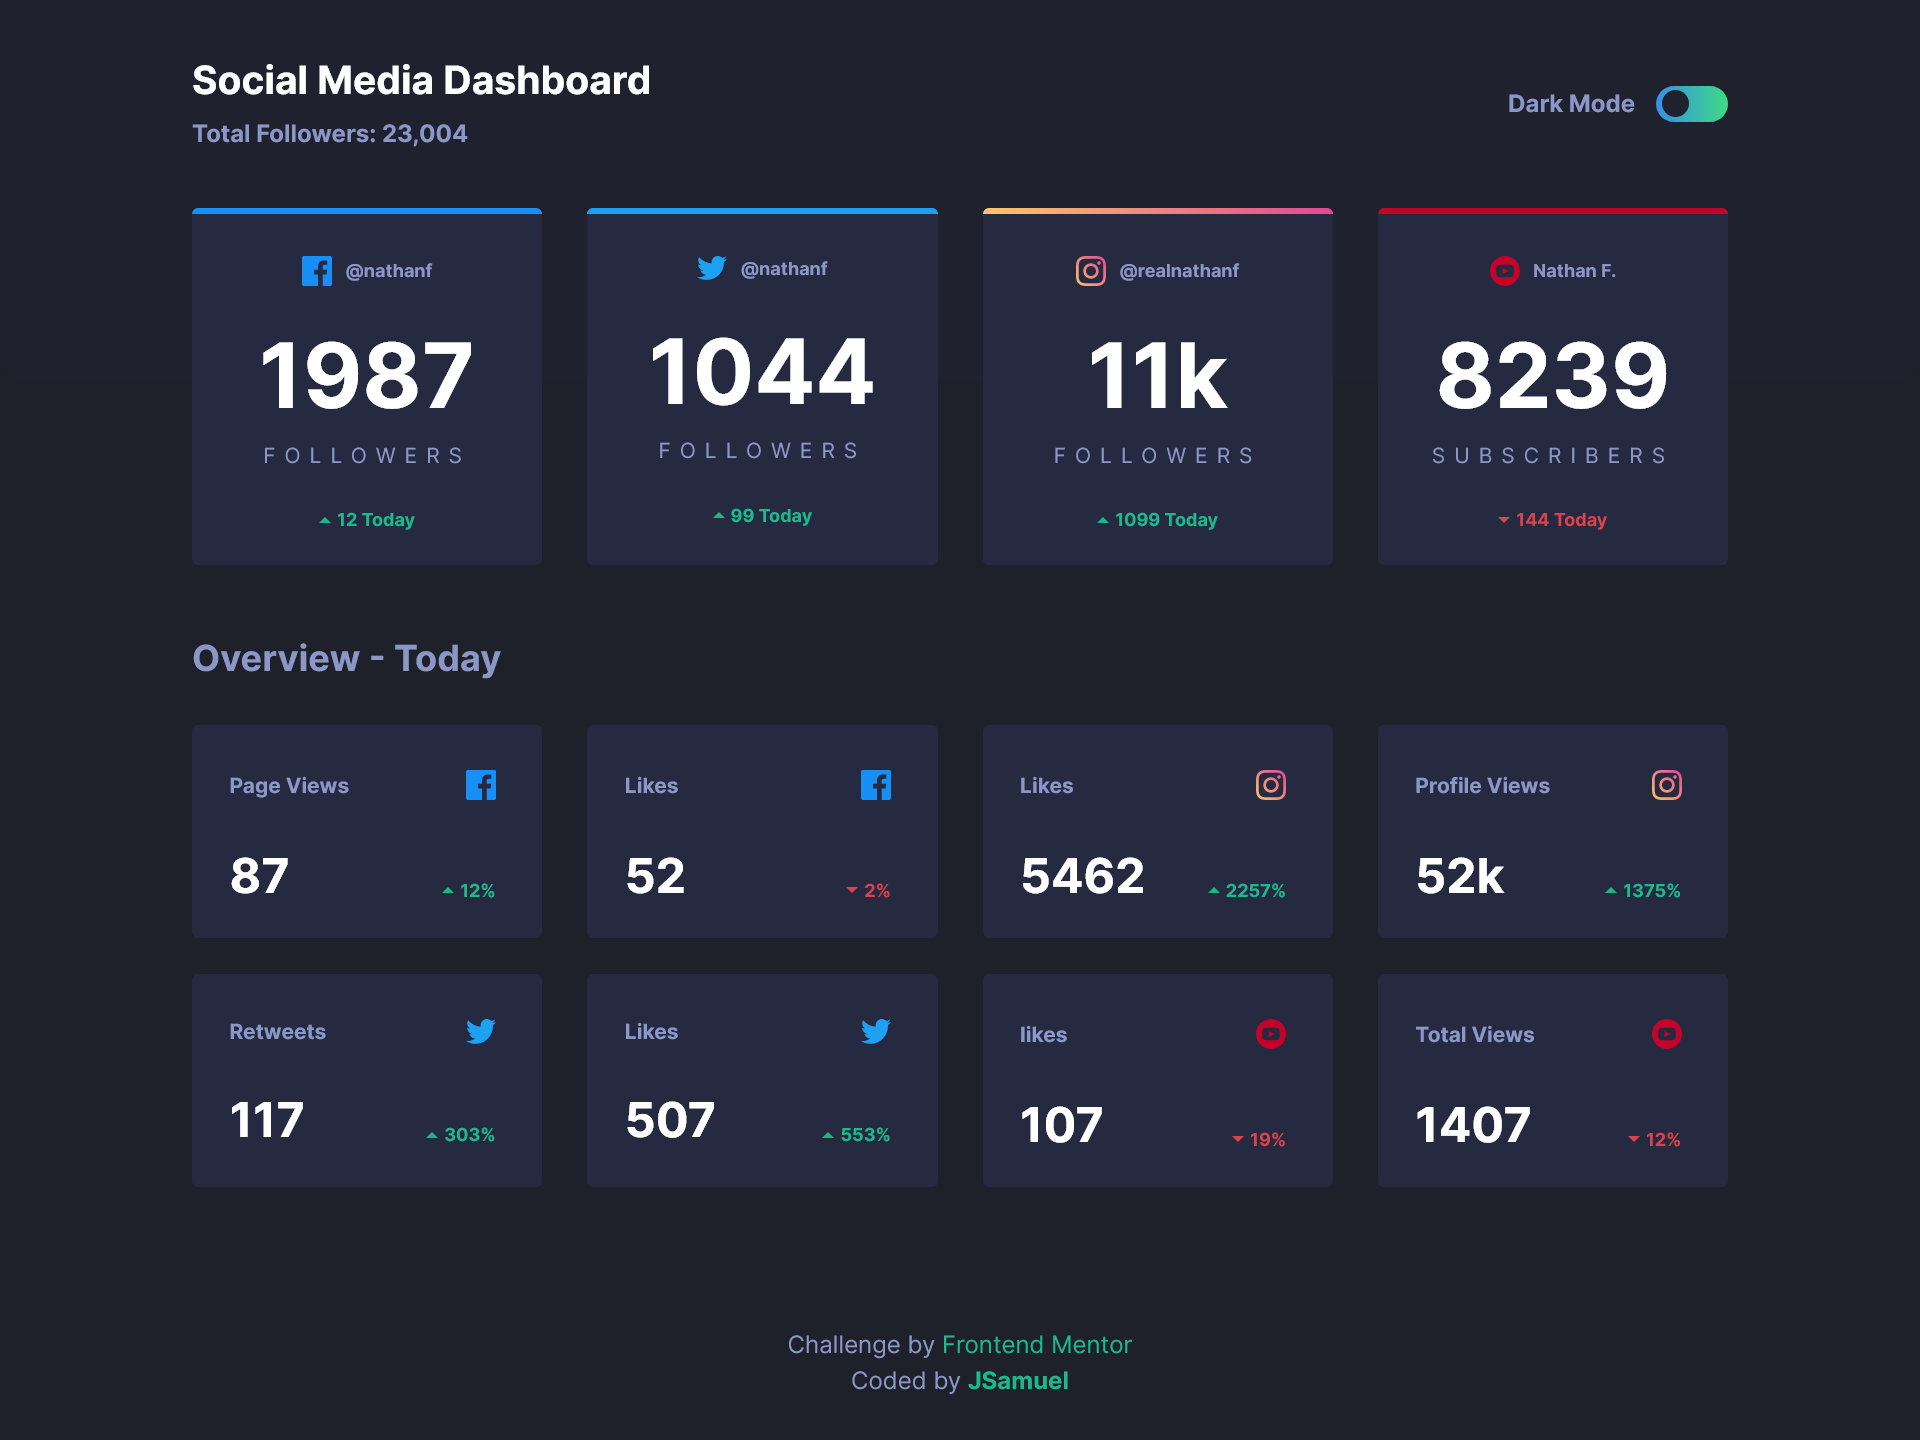 Social Media Dashboard
Total Followers: 23,004
Dark Mode
@nathanf
1987
FOLLOWERS
12 Today
@nathanf
1044
FOLLOWERS
99 Today
@realnathanf
11k
FOLLOWERS
1099 Today
Nathan F.
8239
SUBSCRIBERS
144 Today
Overview - Today
Page Views
87
12%
Likes
52
2%
Likes
5462
2257%
Profile Views
52k
1375%
Retweets
117
303%
Likes
507
553%
likes
107
19%
Total Views
1407
12%
Challenge by Frontend Mentor
Coded by JSamuel